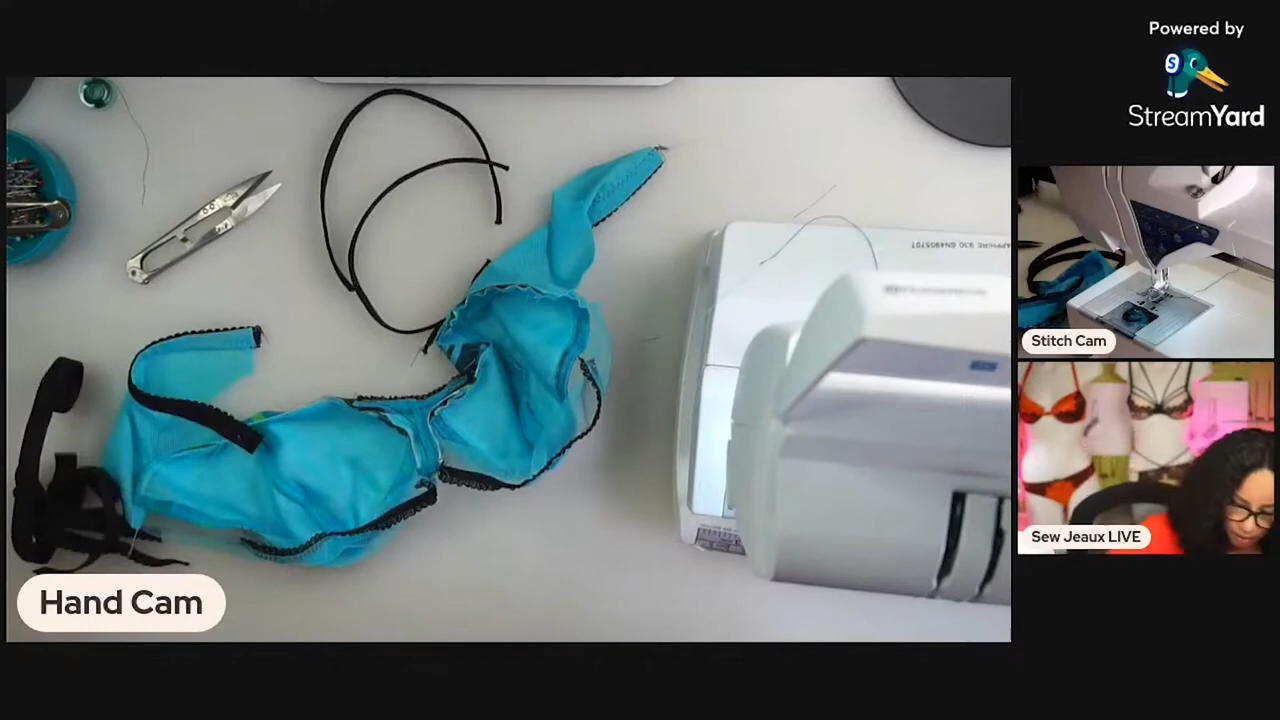 Powered by
StreamYard
Stitch Cam
Sew Jeaux LIVE
Hand Cam